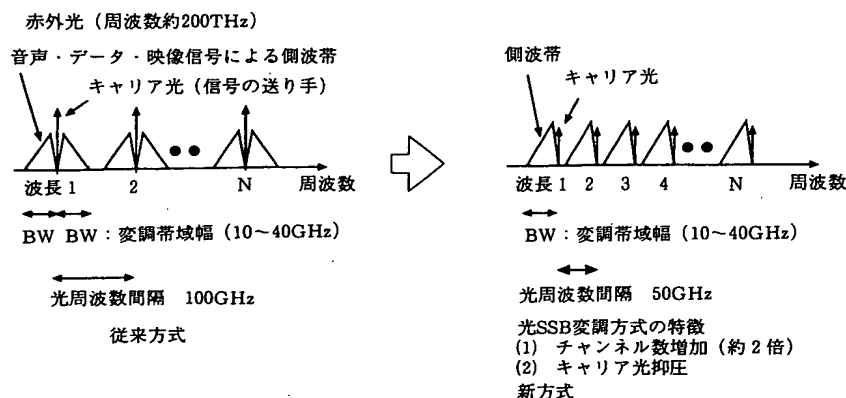 赤外光（周波数約200THz）
音声・データ・映像信号による側波帯
キャリア光（信号の送り手）
波長 1 2 N 周波数
BW BW：変調帯域幅（10～40GHz）
光周波数間隔 100GHz
従来方式
側波帯
キャリア光
波長 1 2 3 4 N 周波数
BW：変調帯域幅（10～40GHz）
光周波数間隔 50GHz
光SSB変調方式の特徴
(1) チャンネル数増加（約2倍）
(2) キャリア光抑圧
新方式